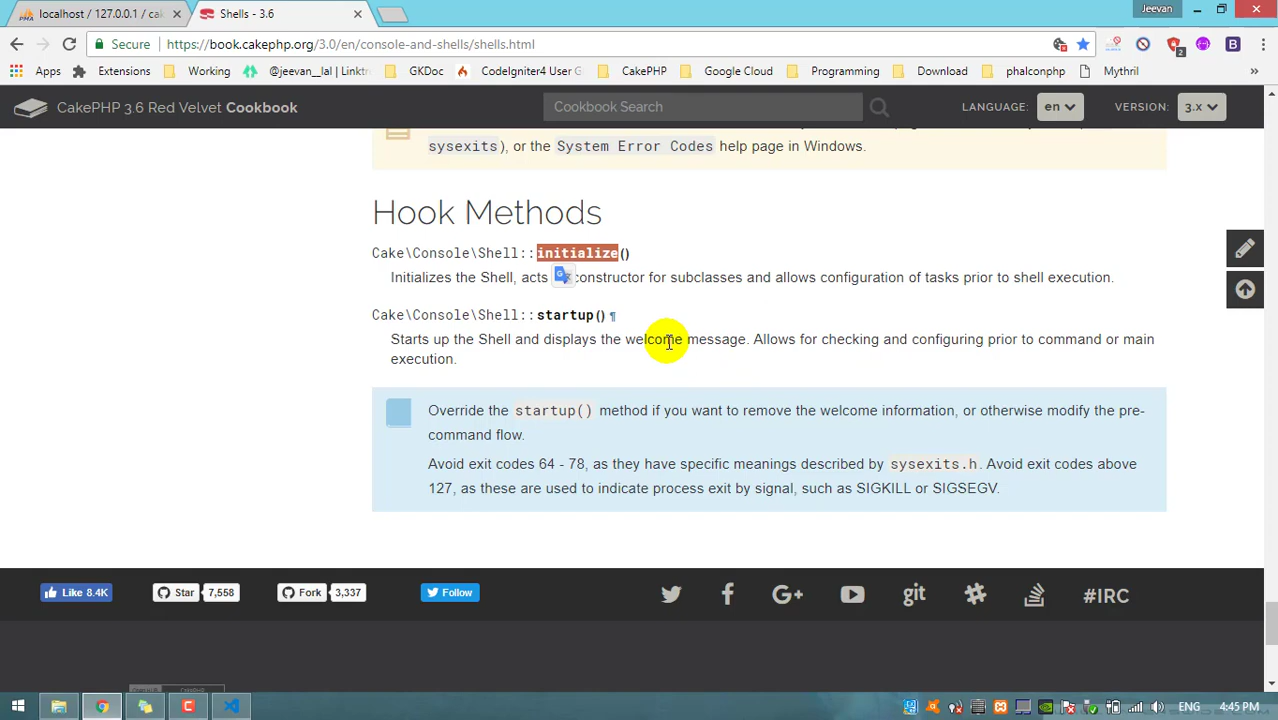 localhost / 127.0.0.1 / cak
Shells - 3.6
Jeevan
Secure
https://book.cakephp.org/3.0/en/console-and-shells/shells.html
2
Apps
Extensions
Working
@jeevan_lal | Linktr
GKDoc
CodeIgniter4 User G
CakePHP
Google Cloud
Programming
Download
phalconphp
Mythril
»
CakePHP 3.6 Red Velvet Cookbook
Cookbook Search
LANGUAGE:
en
VERSION:
3.x
sysexits), or the System Error Codes help page in Windows.
Hook Methods
Cake\Console\Shell::initialize()
Initializes the Shell, acts constructor for subclasses and allows configuration of tasks prior to shell execution.
Cake\Console\Shell::startup() ¶
Starts up the Shell and displays the welcome message. Allows for checking and configuring prior to command or main
execution.
Override the startup() method if you want to remove the welcome information, or otherwise modify the pre-
command flow.
Avoid exit codes 64 - 78, as they have specific meanings described by sysexits.h. Avoid exit codes above
127, as these are used to indicate process exit by signal, such as SIGKILL or SIGSEGV.
Like 8.4K
Star
7,558
Fork
3,337
Follow
git
#IRC
ENG
4:45 PM